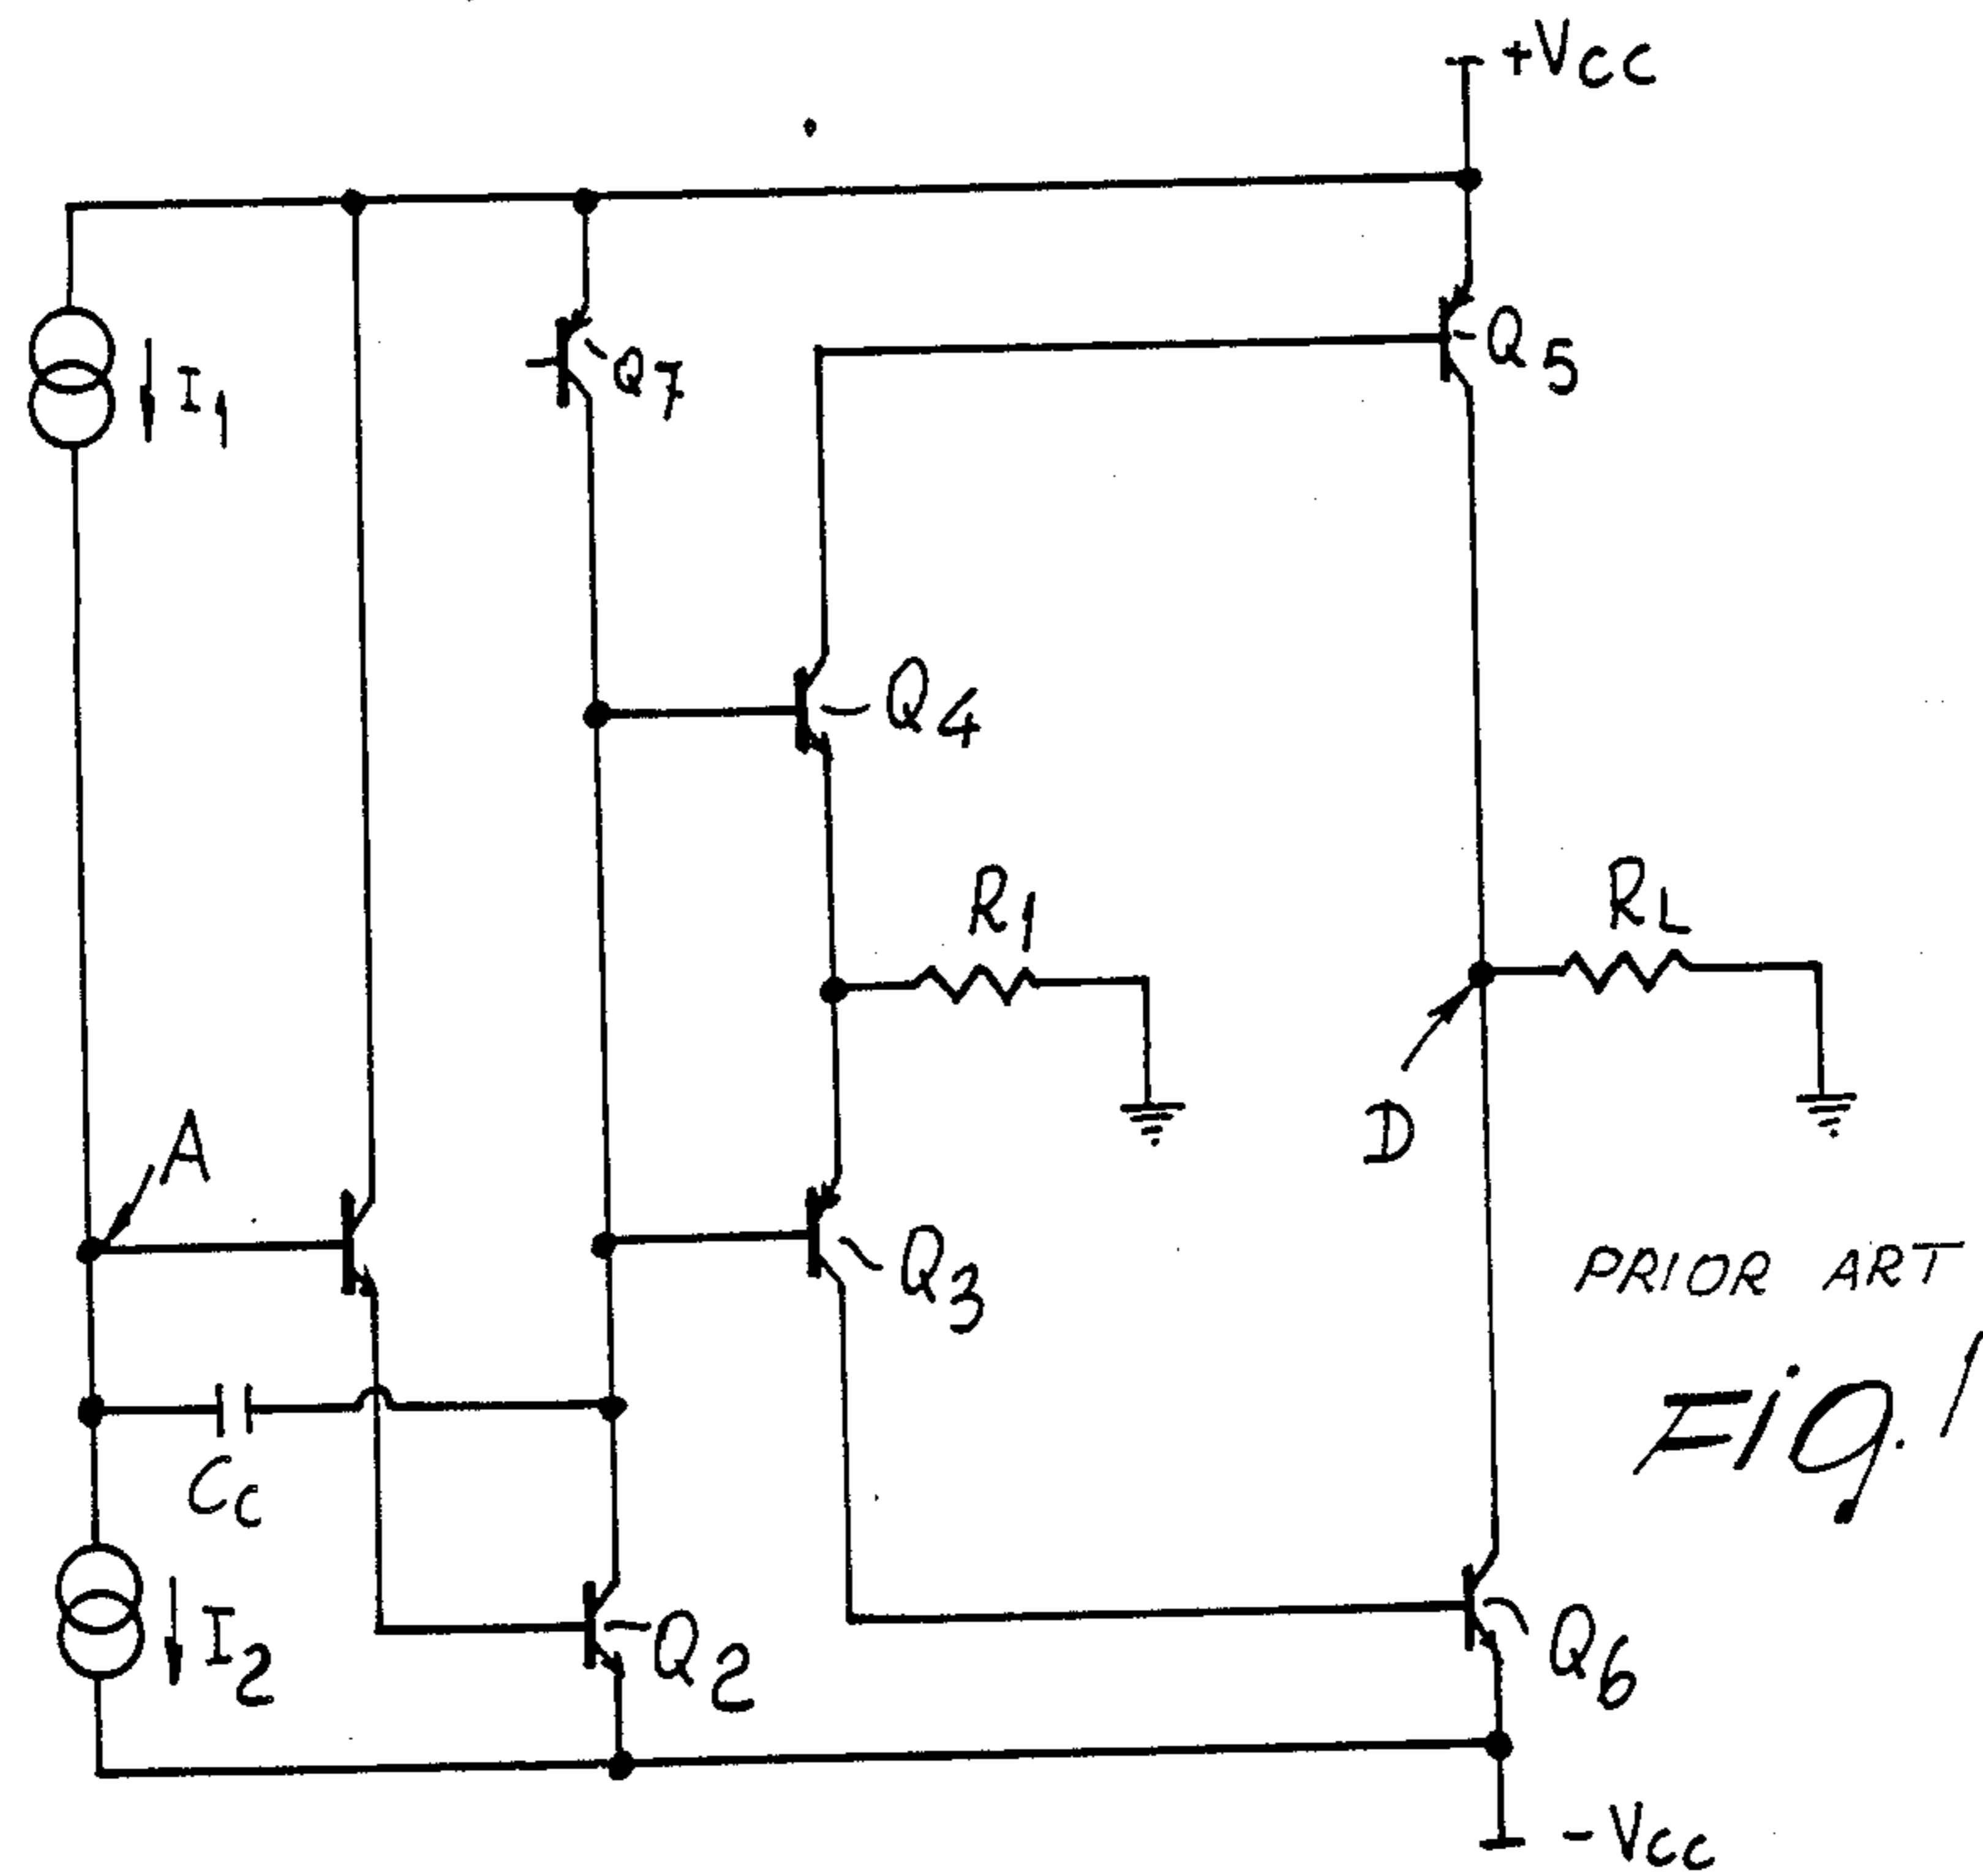 +Vcc
I1
Q7
Q5
Q4
R1
RL
A
D
Q3
PRIOR ART
Fig. 1
Cc
I2
Q2
Q6
-Vcc